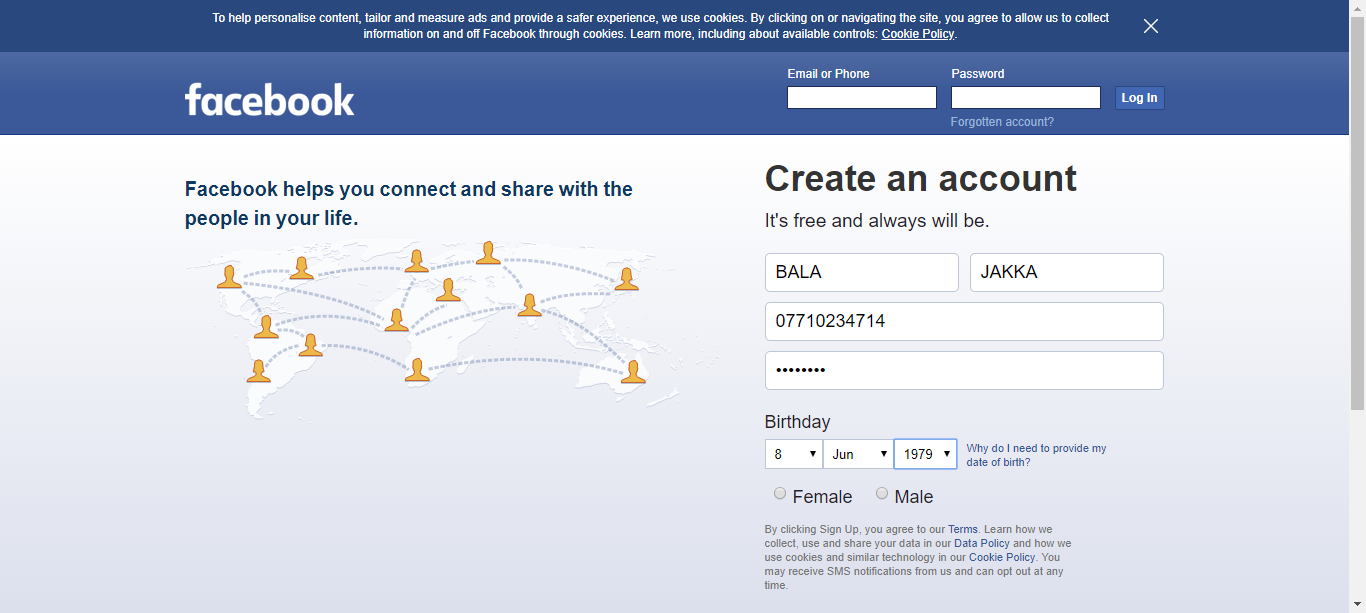 To help personalise content, tailor and measure ads and provide a safer experience, we use cookies. By clicking on or navigating the site, you agree to allow us to collect
information on and off Facebook through cookies. Learn more, including about available controls: Cookie Policy.
facebook
Email or Phone
Password
Log In
Forgotten account?
Facebook helps you connect and share with the
people in your life.
Create an account
It's free and always will be.
BALA
JAKKA
07710234714
••••••••
Birthday
8
Jun
1979
Why do I need to provide my
date of birth?
Female
Male
By clicking Sign Up, you agree to our Terms. Learn how we
collect, use and share your data in our Data Policy and how we
use cookies and similar technology in our Cookie Policy. You
may receive SMS notifications from us and can opt out at any
time.